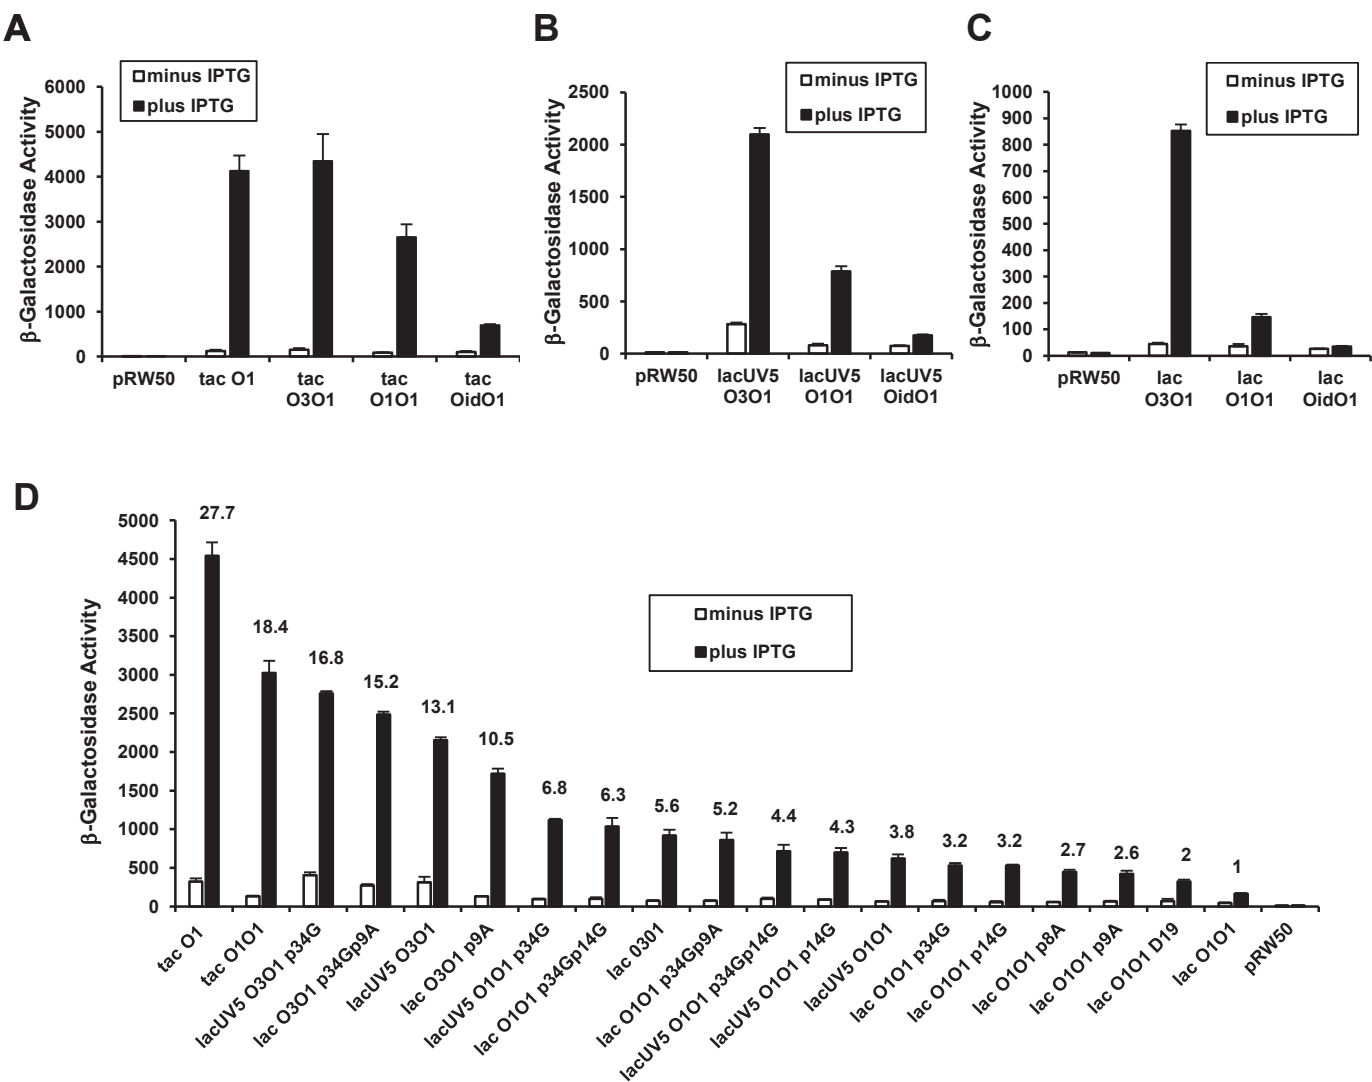 A
minus IPTG
plus IPTG
β-Galactosidase Activity
6000
5000
4000
3000
2000
1000
0
pRW50
tac O1
tac
O3O1
tac
O1O1
tac
OidO1
B
minus IPTG
plus IPTG
β-Galactosidase Activity
2500
2000
1500
1000
500
0
pRW50
lacUV5
O3O1
lacUV5
O1O1
lacUV5
OidO1
C
minus IPTG
plus IPTG
β-Galactosidase Activity
1000
900
800
700
600
500
400
300
200
100
0
pRW50
lac
O3O1
lac
O1O1
lac
OidO1
D
minus IPTG
plus IPTG
β-Galactosidase Activity
5000
4500
4000
3500
3000
2500
2000
1500
1000
500
0
27.7
18.4
16.8
15.2
13.1
10.5
6.8
6.3
5.6
5.2
4.4
4.3
3.8
3.2
3.2
2.7
2.6
2
1
tac O1
tac O1O1
lacUV5 O3O1 p34G
lac O3O1 p34Gp9A
lacUV5 O3O1
lac O3O1 p9A
lacUV5 O1O1 p34G
lac O1O1 p34Gp14G
lac 0301
lac O1O1 p34Gp9A
lacUV5 O1O1 p34Gp14G
lacUV5 O1O1 p14G
lacUV5 O1O1
lac O1O1 p34G
lac O1O1 p14G
lac O1O1 p8A
lac O1O1 p9A
lac O1O1 D19
lac O1O1
pRW50